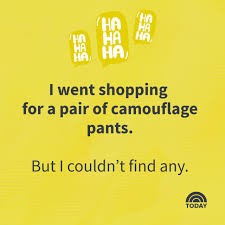 HA
HA
HA
HA
HA
HA
HA
HA
HA
I went shopping
for a pair of camouflage
pants.
But I couldn't find any.
TODAY